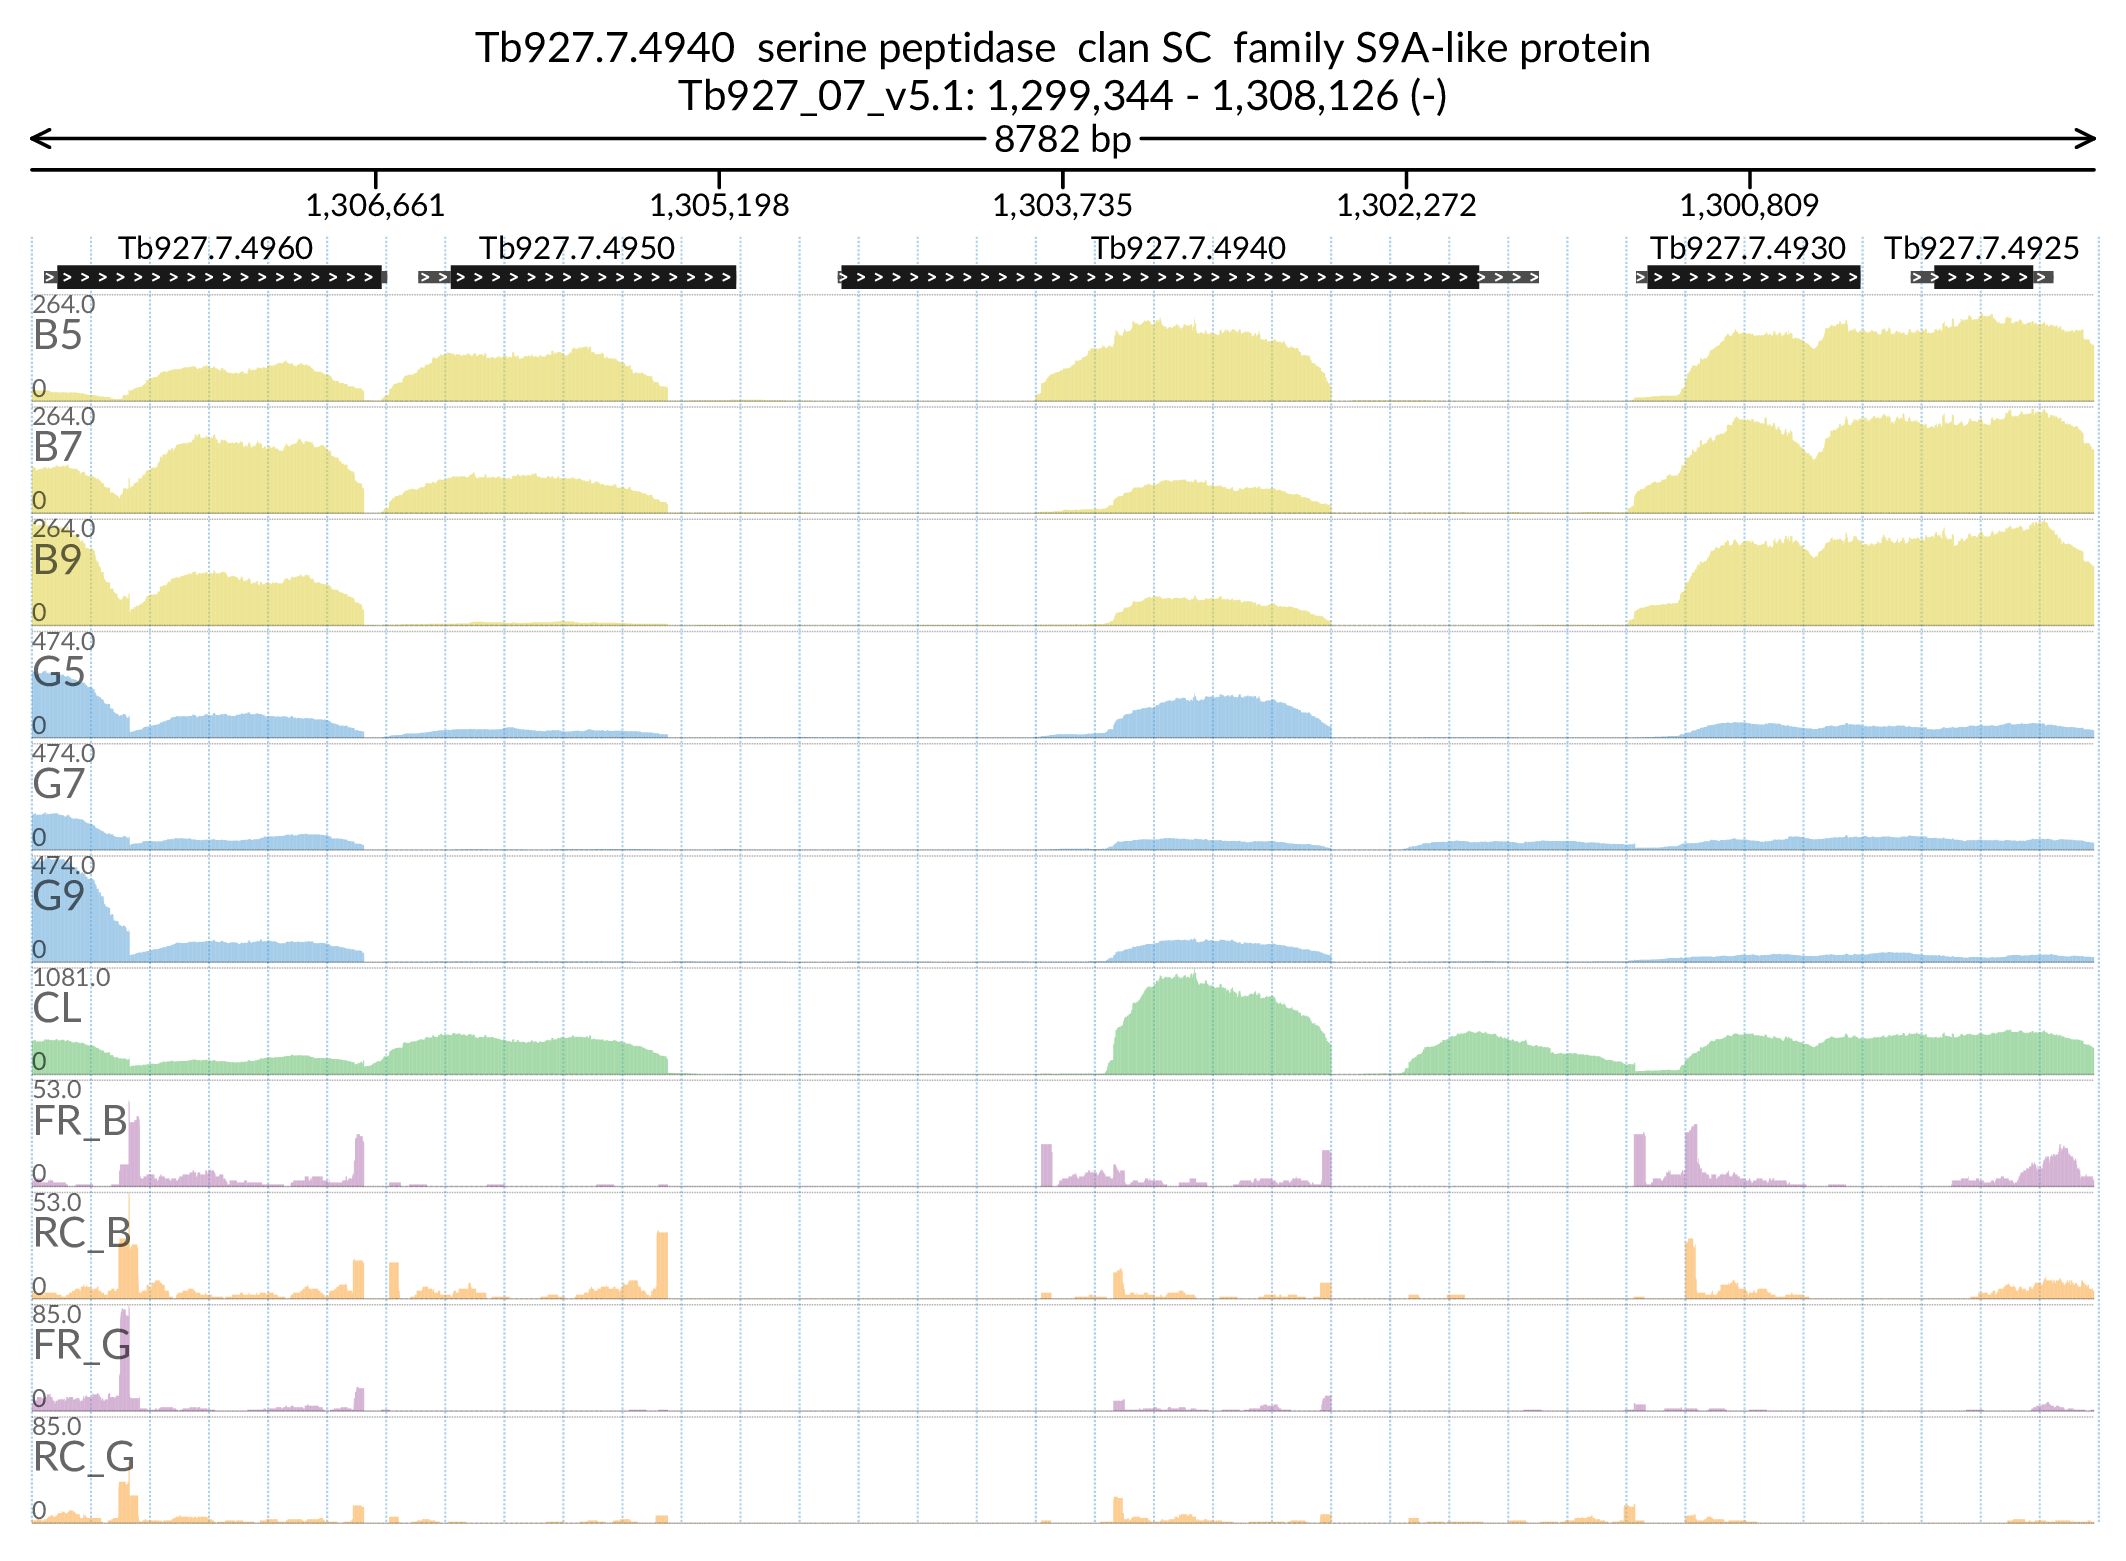 Tb927.7.4940  serine peptidase  clan SC  family S9A-like protein
Tb927_07_v5.1: 1,299,344 - 1,308,126 (-)
8782 bp
1,306,661 1,305,198 1,303,735 1,302,272 1,300,809
Tb927.7.4960 Tb927.7.4950 Tb927.7.4940 Tb927.7.4930 Tb927.7.4925
264.0
B5
0
264.0
B7
0
264.0
B9
0
474.0
G5
0
474.0
G7
0
474.0
G9
0
1081.0
CL
0
53.0
FR_B
0
53.0
RC_B
0
85.0
FR_G
0
85.0
RC_G
0